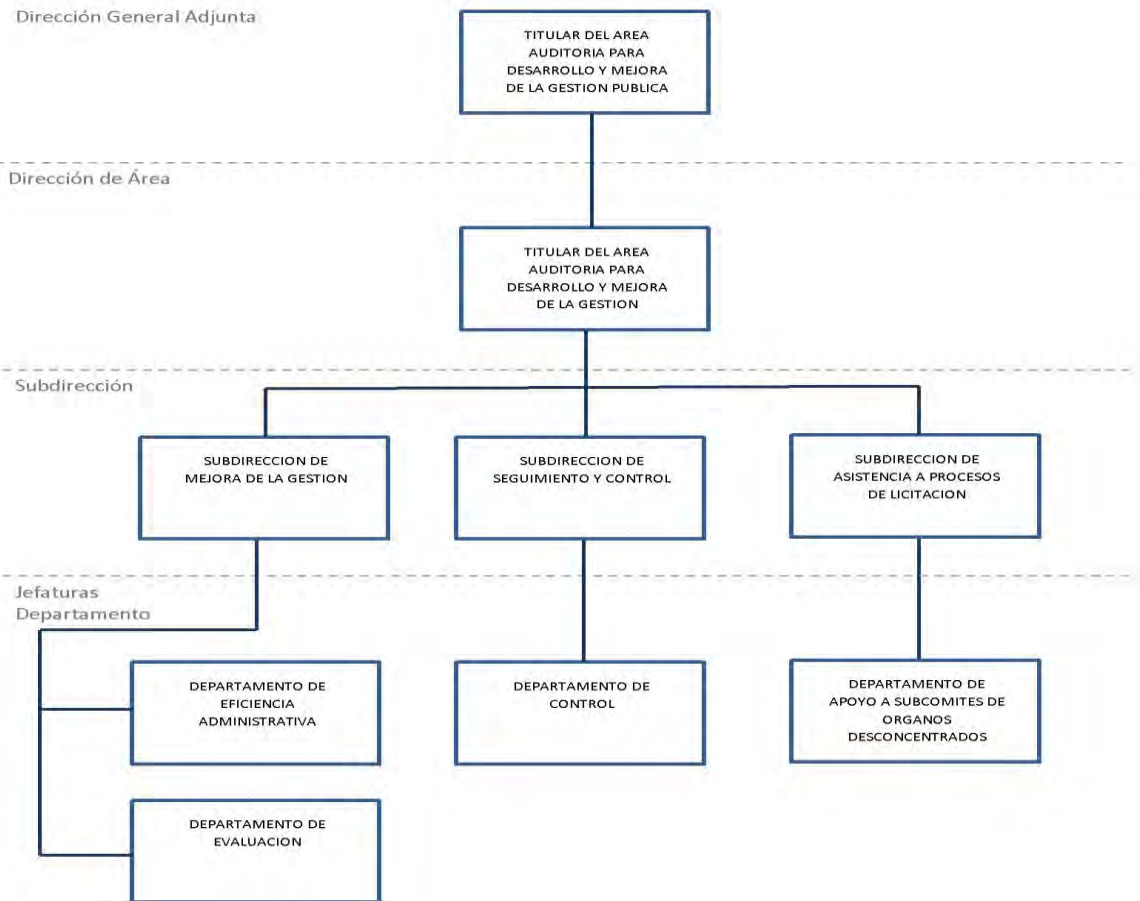 Dirección General Adjunta
TITULAR DEL AREA
AUDITORIA PARA
DESARROLLO Y MEJORA
DE LA GESTION PUBLICA
Dirección de Área
TITULAR DEL AREA
AUDITORIA PARA
DESARROLLO Y MEJORA
DE LA GESTION
Subdirección
SUBDIRECCION DE
MEJORA DE LA GESTION
SUBDIRECCION DE
SEGUIMIENTO Y CONTROL
SUBDIRECCION DE
ASISTENCIA A PROCESOS
DE LICITACION
Jefaturas
Departamento
DEPARTAMENTO DE
EFICIENCIA
ADMINISTRATIVA
DEPARTAMENTO DE
CONTROL
DEPARTAMENTO DE
APOYO A SUBCOMITES DE
ORGANOS
DESCONCENTRADOS
DEPARTAMENTO DE
EVALUACION